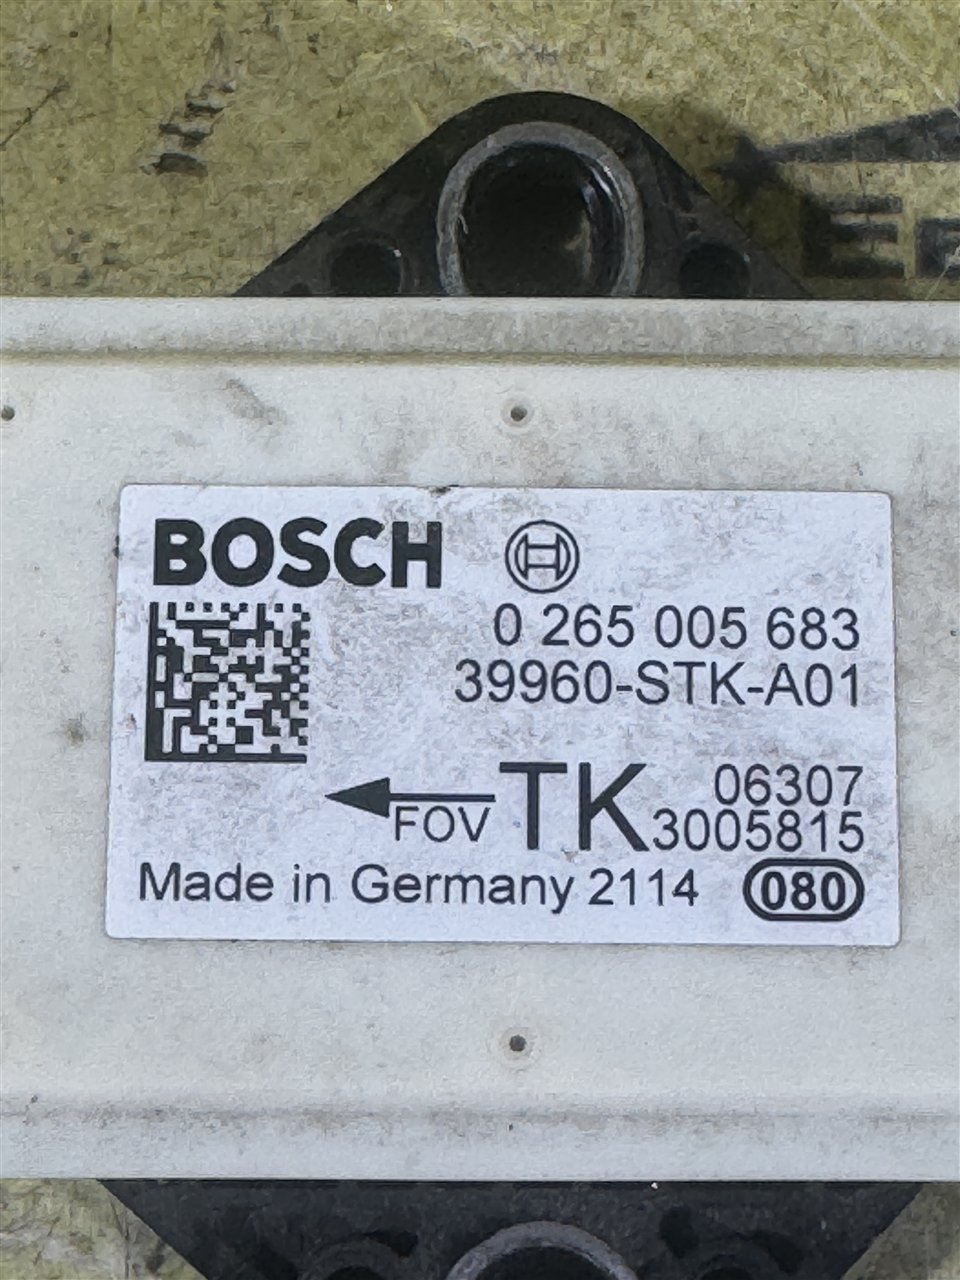 BOSCH
0 265 005 683
39960-STK-A01
FOV TK 06307
3005815
Made in Germany 2114 080